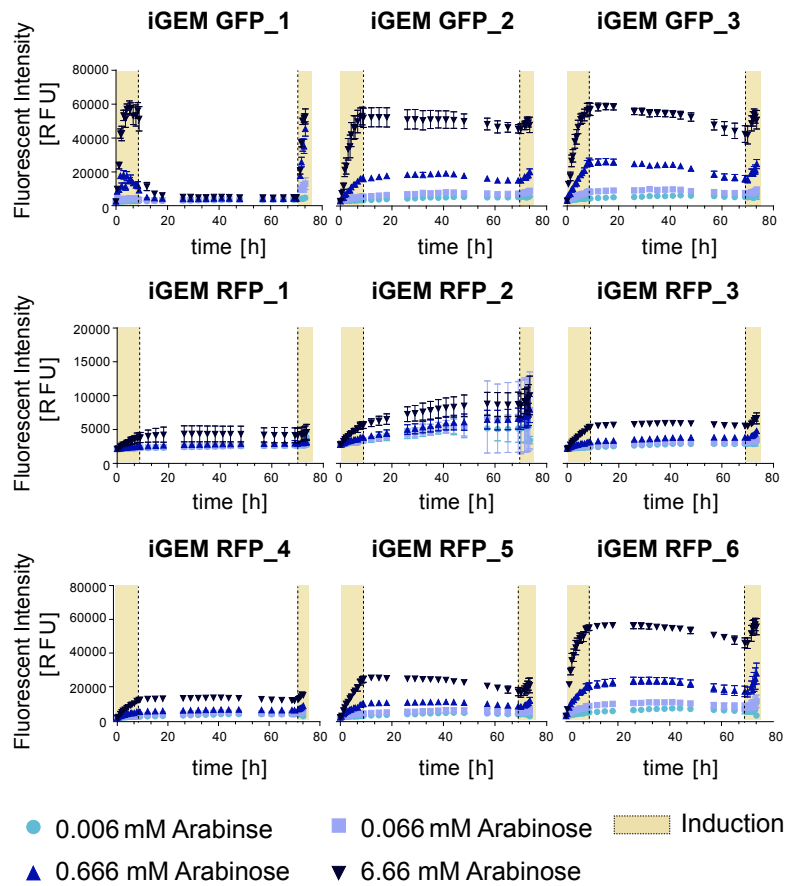 iGEM GFP_1 iGEM GFP_2 iGEM GFP_3
Fluorescent Intensity
[RFU]
80000
60000
40000
20000
0
0 20 40 60 80 0 20 40 60 80 0 20 40 60 80
time [h] time [h] time [h]
iGEM RFP_1 iGEM RFP_2 iGEM RFP_3
Fluorescent Intensity
[RFU]
20000
15000
10000
5000
0
0 20 40 60 80 0 20 40 60 80 0 20 40 60 80
time [h] time [h] time [h]
iGEM RFP_4 iGEM RFP_5 iGEM RFP_6
Fluorescent Intensity
[RFU]
80000
60000
40000
20000
0
0 20 40 60 80 0 20 40 60 80 0 20 40 60 80
time [h] time [h] time [h]
0.006 mM Arabinse 0.066 mM Arabinose Induction
0.666 mM Arabinose 6.66 mM Arabinose